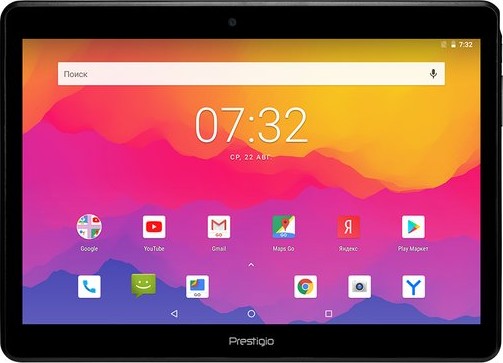 7:32
Поиск
07:32
СР, 22 АВГ.
Google
YouTube
Gmail
Maps Go
Яндекс
Play Маркет
Prestigio